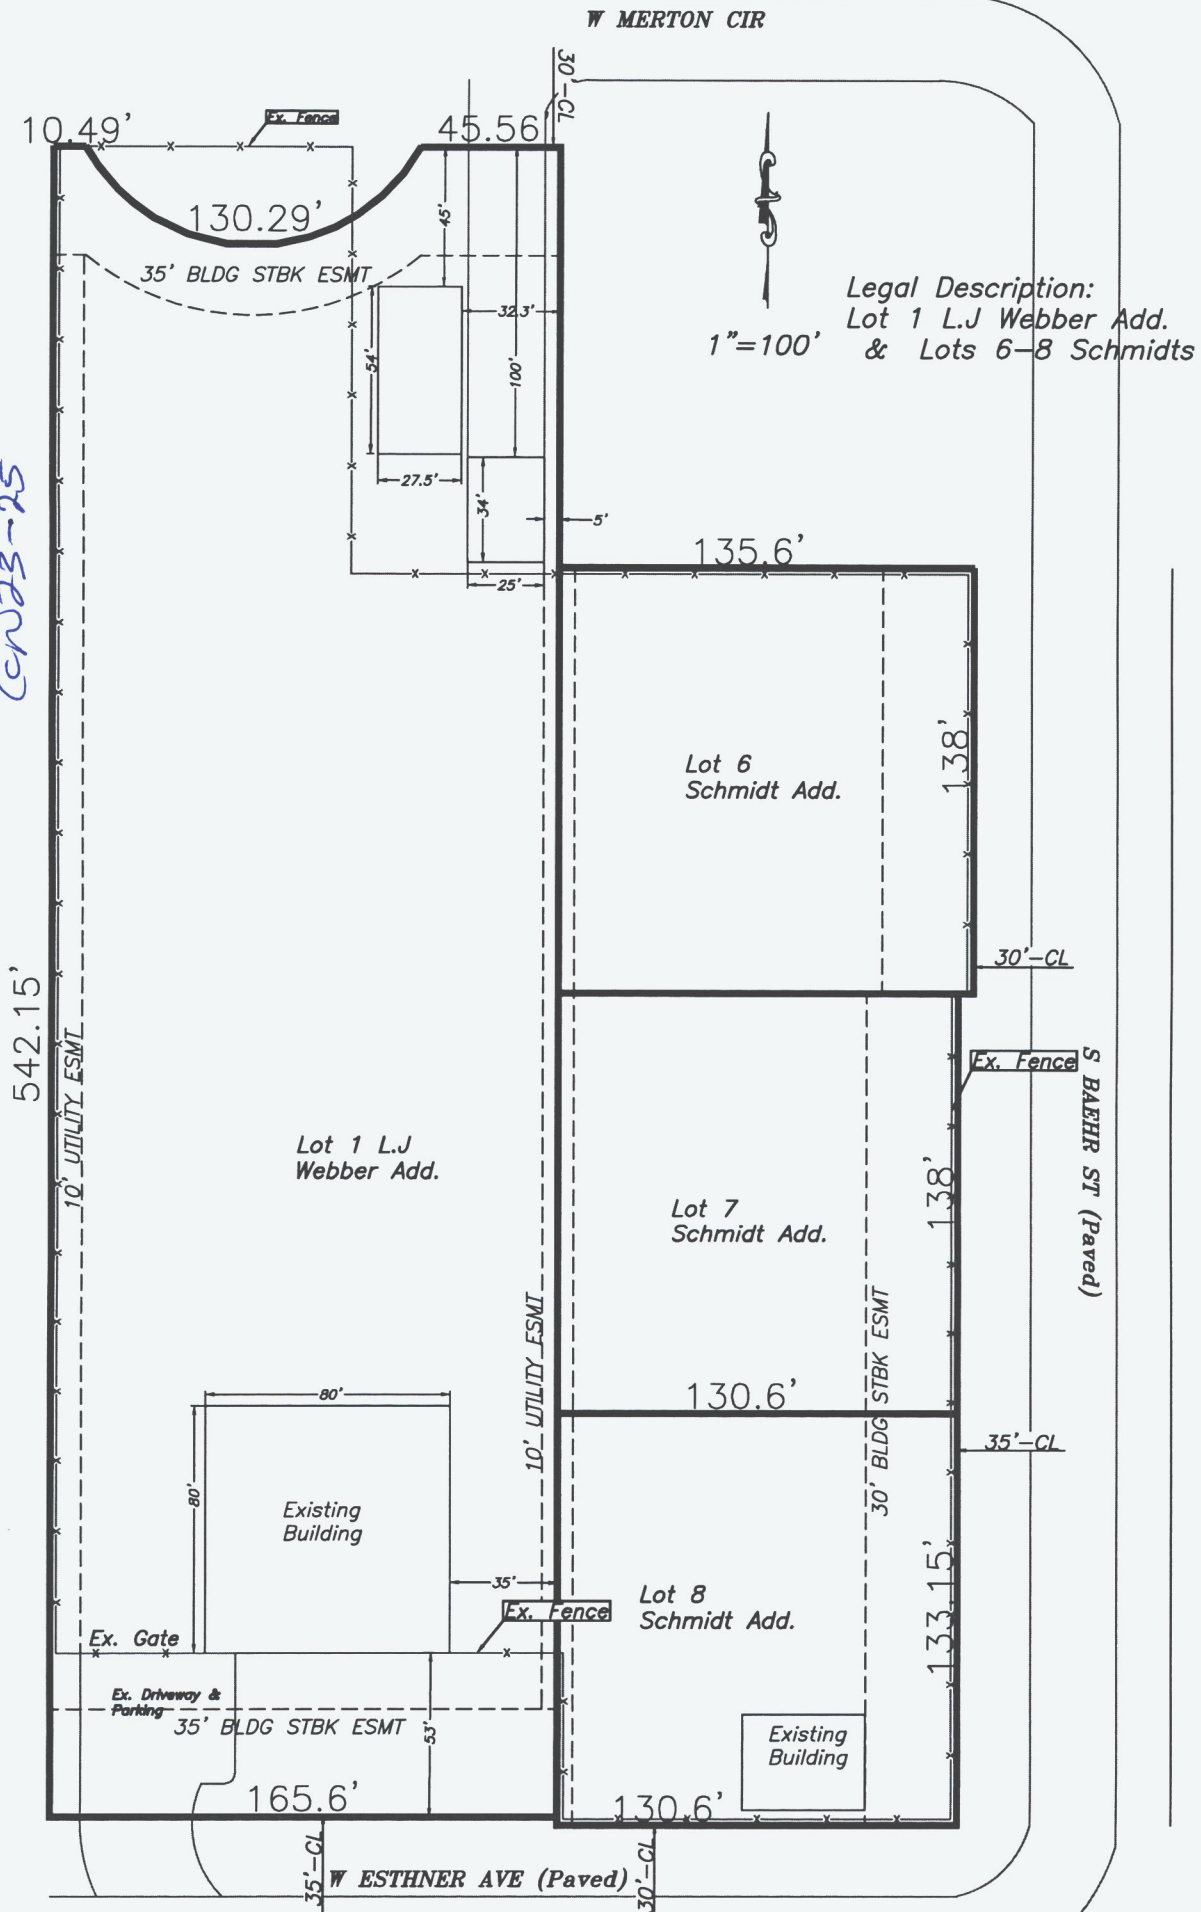 W MERTON CIR
30'-CL
10.49'
Ex. Fence
45.56
130.29'
45'
35' BLDG STBK ESMT
32.3'
54'
100'
27.5'
34'
5'
25'
1"=100'
Legal Description:
Lot 1 L.J Webber Add.
& Lots 6-8 Schmidts
135.6'
Lot 6
Schmidt Add.
138'
30'-CL
542.15'
10' UTILITY ESMT
Ex. Fence
S BAEHR ST (Paved)
Lot 1 L.J
Webber Add.
Lot 7
Schmidt Add.
138'
10' UTILITY ESMT
30' BLDG STBK ESMT
130.6'
35'-CL
80'
80'
Existing
Building
35'
Ex. Fence
Lot 8
Schmidt Add.
133.15'
Ex. Gate
Ex. Driveway &
Parking
35' BLDG STBK ESMT
53'
Existing
Building
165.6'
130.6'
35'-CL
W ESTHNER AVE (Paved)
30'-CL